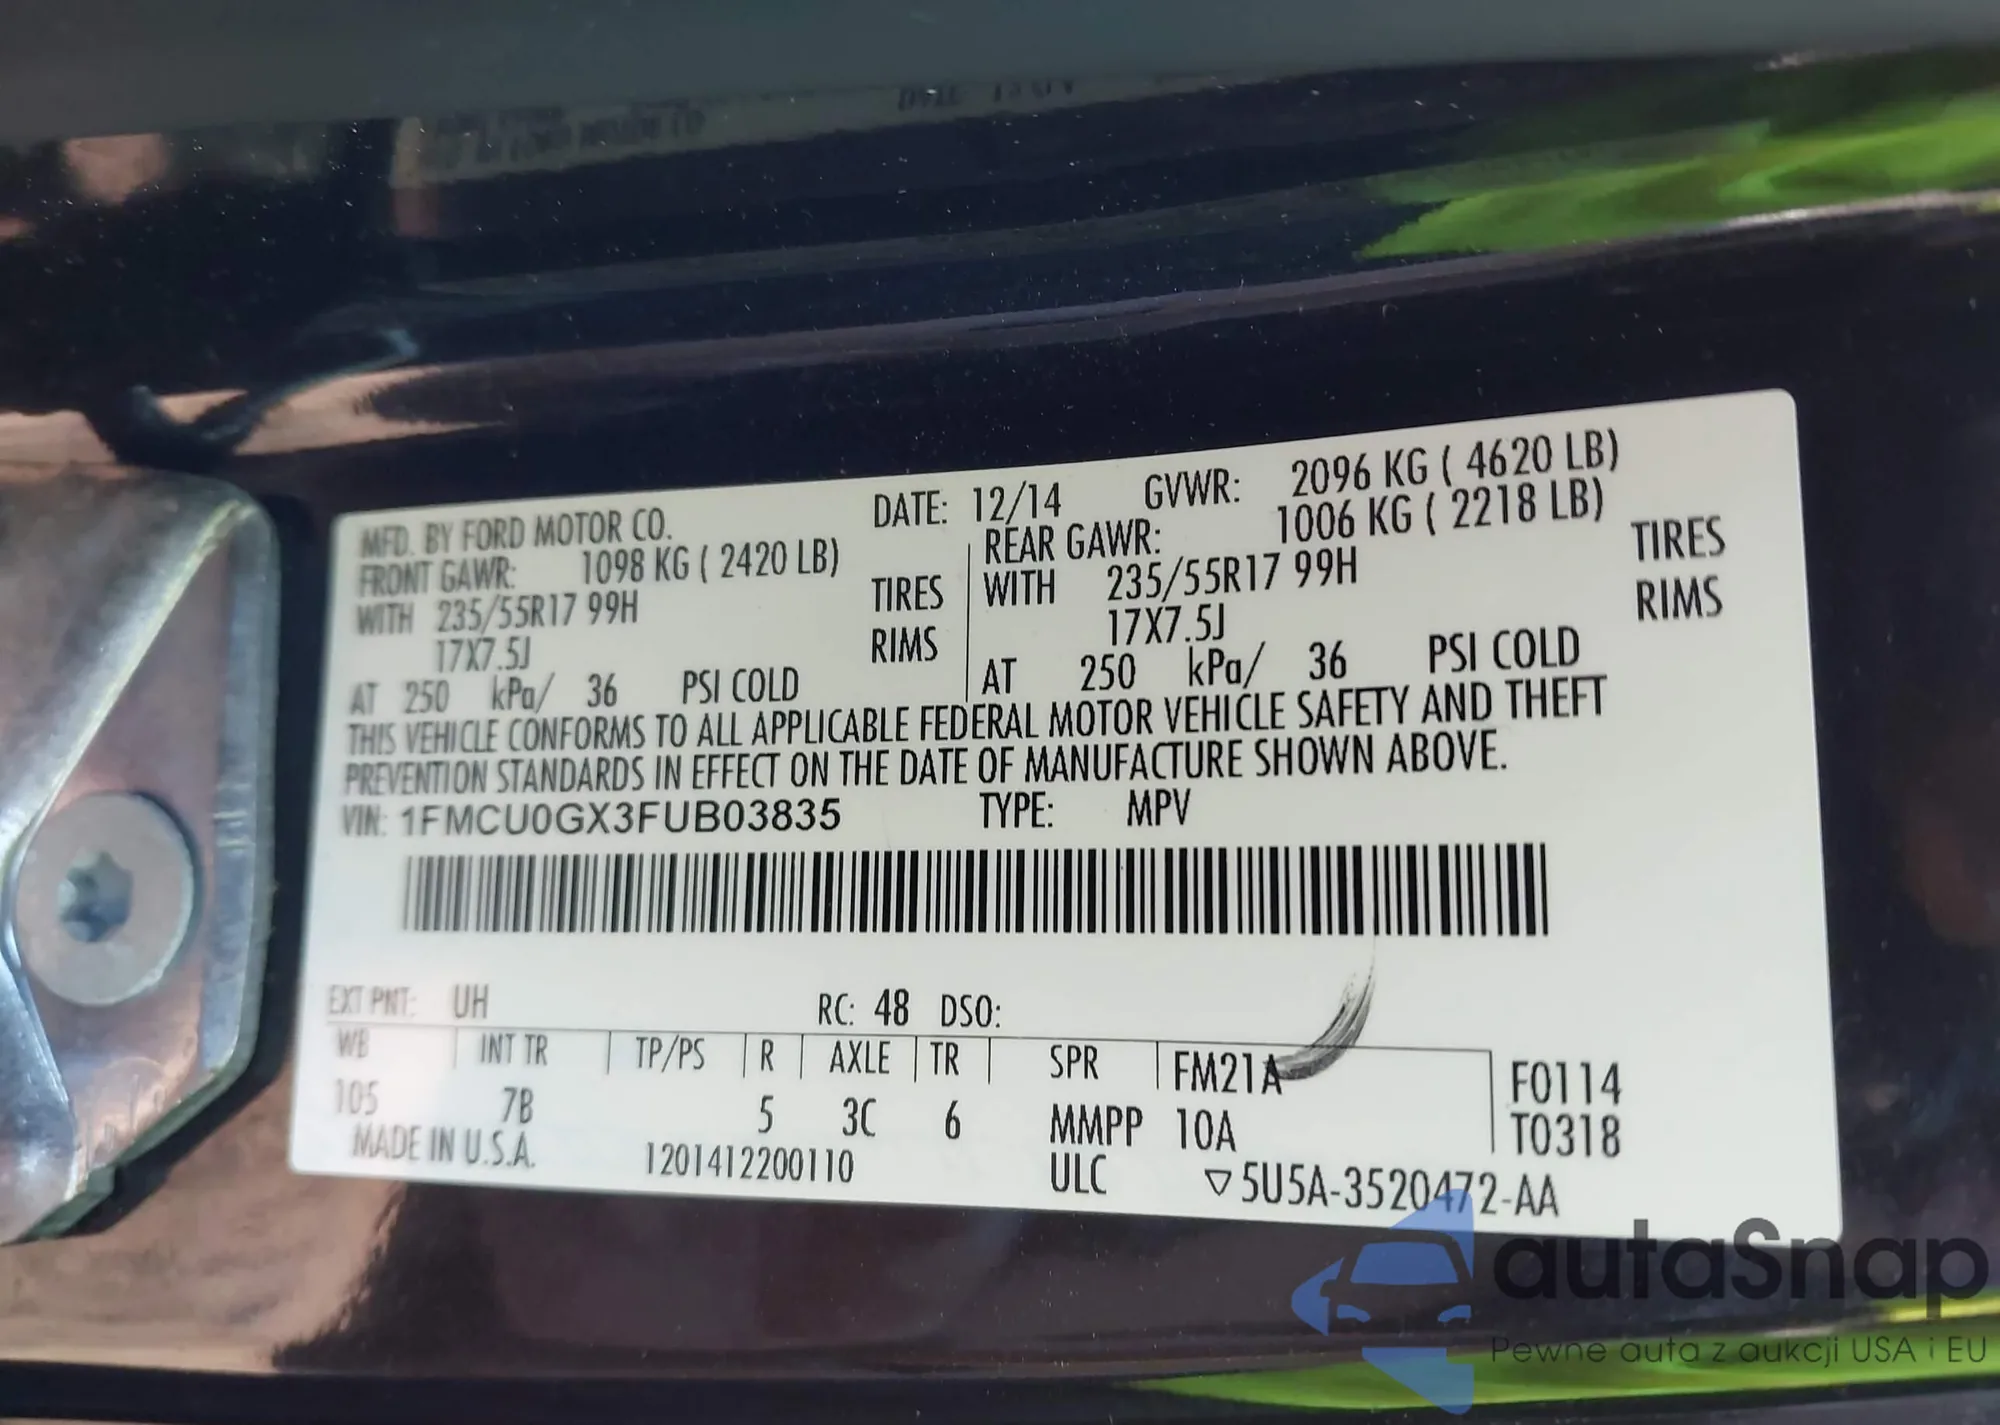 MFD. BY FORD MOTOR CO. DATE: 12/14 GVWR: 2096 KG ( 4620 LB)
FRONT GAWR: 1098 KG ( 2420 LB) REAR GAWR: 1006 KG ( 2218 LB)
WITH 235/55R17 99H TIRES WITH 235/55R17 99H TIRES
17X7.5J RIMS 17X7.5J RIMS
AT 250 kPa/ 36 PSI COLD AT 250 kPa/ 36 PSI COLD
THIS VEHICLE CONFORMS TO ALL APPLICABLE FEDERAL MOTOR VEHICLE SAFETY AND THEFT
PREVENTION STANDARDS IN EFFECT ON THE DATE OF MANUFACTURE SHOWN ABOVE.
VIN: 1FMCU0GX3FUB03835 TYPE: MPV
EXT PNT: UH RC: 48 DSO:
WB INT TR TP/PS R AXLE TR SPR FM21A F0114
105 7B 5 3C 6 MMPP 10A T0318
MADE IN U.S.A. 1201412200110 ULC ▽5U5A-3520472-AA
autaSnap
Pewne auta z aukcji USA i EU